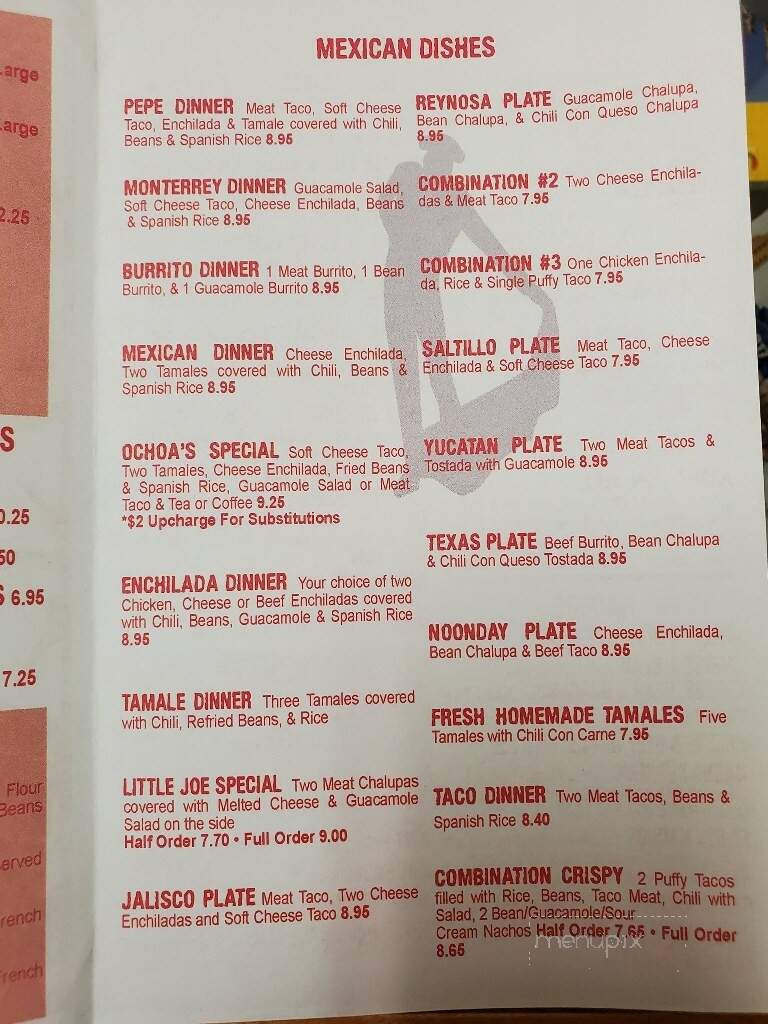 MEXICAN DISHES
PEPE DINNER Meat Taco, Soft Cheese
Taco, Enchilada & Tamale covered with Chili,
Beans & Spanish Rice 8.95
MONTERREY DINNER Guacamole Salad,
Soft Cheese Taco, Cheese Enchilada, Beans
& Spanish Rice 8.95
BURRITO DINNER 1 Meat Burrito, 1 Bean
Burrito, & 1 Guacamole Burrito 8.95
MEXICAN DINNER Cheese Enchilada,
Two Tamales covered with Chili, Beans &
Spanish Rice 8.95
OCHOA'S SPECIAL Soft Cheese Taco,
Two Tamales, Cheese Enchilada, Fried Beans
& Spanish Rice, Guacamole Salad or Meat
Taco & Tea or Coffee 9.25
*$2 Upcharge For Substitutions
ENCHILADA DINNER Your choice of two
Chicken, Cheese or Beef Enchiladas covered
with Chili, Beans, Guacamole & Spanish Rice
8.95
TAMALE DINNER Three Tamales covered
with Chili, Refried Beans, & Rice
LITTLE JOE SPECIAL Two Meat Chalupas
covered with Melted Cheese & Guacamole
Salad on the side
Half Order 7.70 • Full Order 9.00
JALISCO PLATE Meat Taco, Two Cheese
Enchiladas and Soft Cheese Taco 8.95
REYNOSA PLATE Guacamole Chalupa,
Bean Chalupa, & Chili Con Queso Chalupa
8.95
COMBINATION #2 Two Cheese Enchila-
das & Meat Taco 7.95
COMBINATION #3 One Chicken Enchila-
da, Rice & Single Puffy Taco 7.95
SALTILLO PLATE Meat Taco, Cheese
Enchilada & Soft Cheese Taco 7.95
YUCATAN PLATE Two Meat Tacos &
Tostada with Guacamole 8.95
TEXAS PLATE Beef Burrito, Bean Chalupa
& Chili Con Queso Tostada 8.95
NOONDAY PLATE Cheese Enchilada,
Bean Chalupa & Beef Taco 8.95
FRESH HOMEMADE TAMALES Five
Tamales with Chili Con Carne 7.95
TACO DINNER Two Meat Tacos, Beans &
Spanish Rice 8.40
COMBINATION CRISPY 2 Puffy Tacos
filled with Rice, Beans, Taco Meat, Chili with
Salad, 2 Bean/Guacamole/Sour
Cream Nachos Half Order 7.65 • Full Order
8.65
menupix
6.95
7.25
Flour
Beans